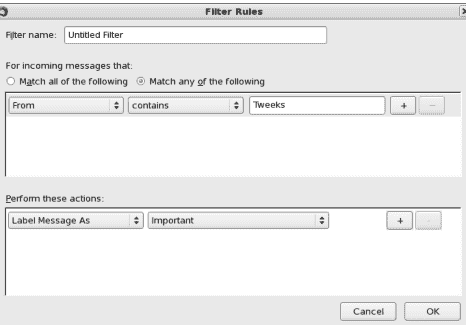 Filter Rules
Filter name: Untitled Filter
For incoming messages that:
Match all of the following Match any of the following
From contains Tweeks + −
Perform these actions:
Label Message As Important + −
Cancel OK